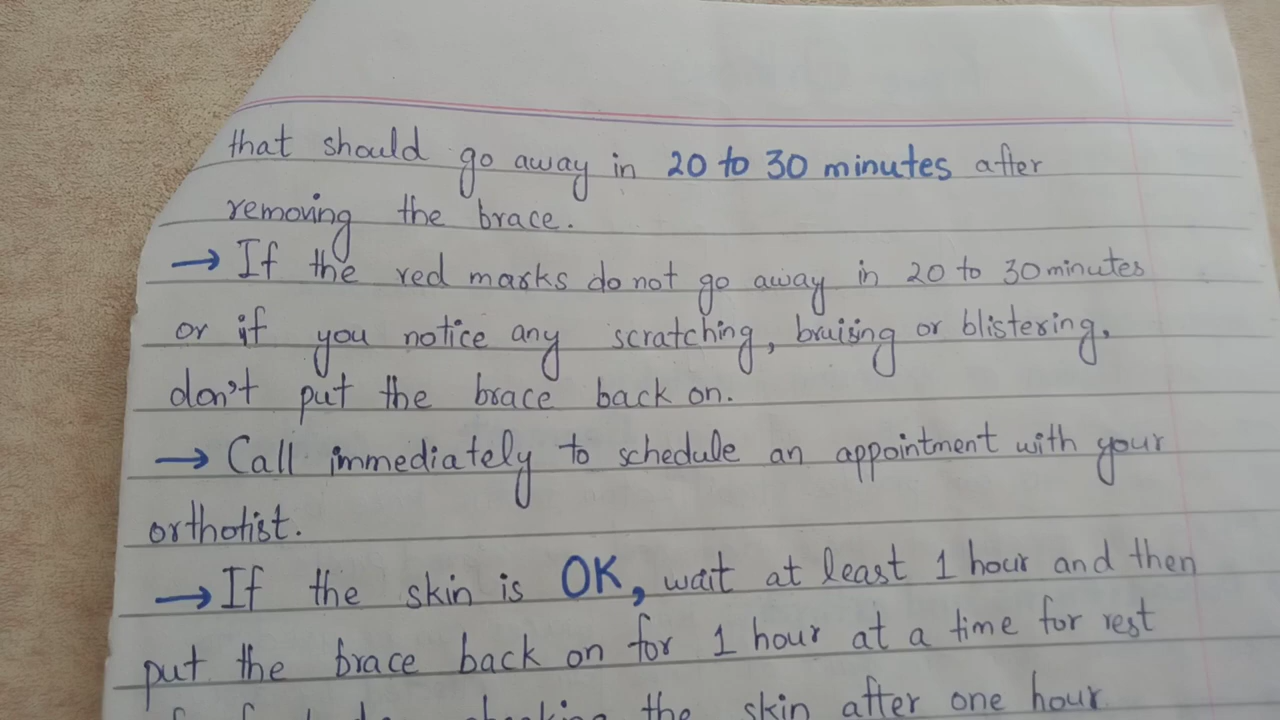 that should go away in 20 to 30 minutes after
removing the brace.
→ If the red marks do not go away in 20 to 30 minutes
or if you notice any scratching, bruising or blistering,
don't put the brace back on.
→ Call immediately to schedule an appointment with your
orthotist.
→ If the skin is OK, wait at least 1 hour and then
put the brace back on for 1 hour at a time for rest
checking the skin after one hour